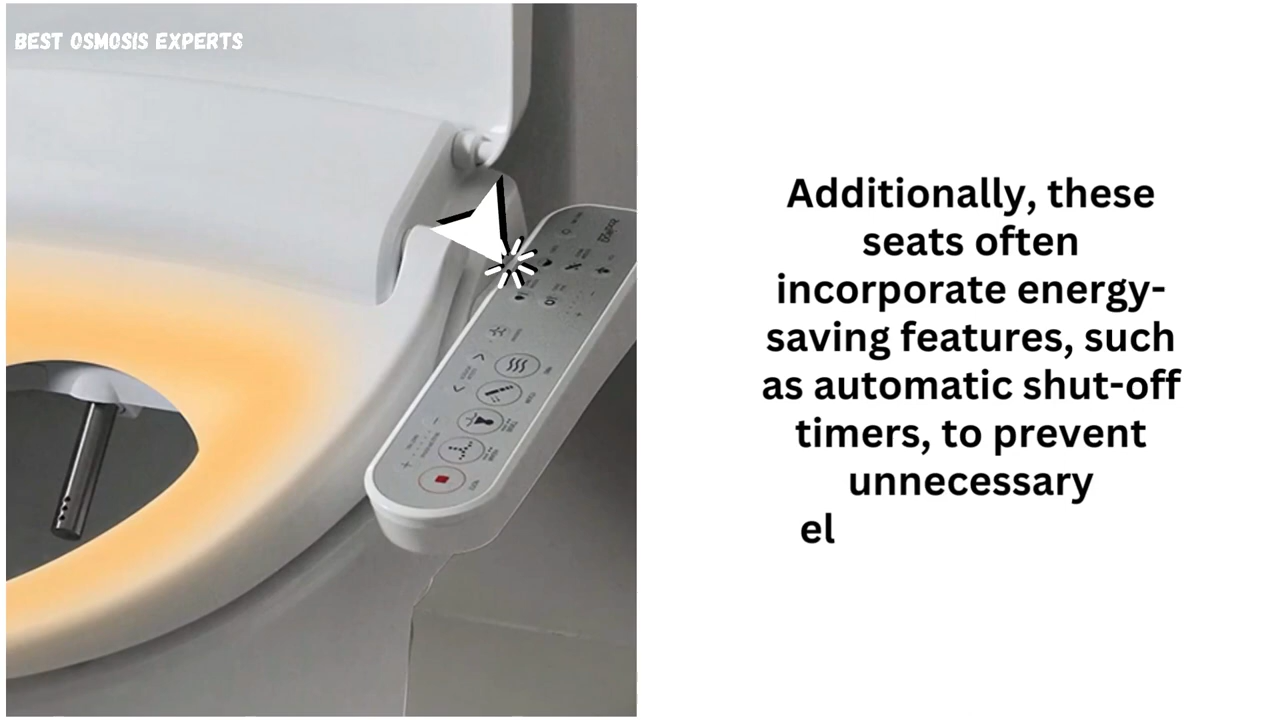 BEST OSMOSIS EXPERTS
Additionally, these
seats often
incorporate energy-
saving features, such
as automatic shut-off
timers, to prevent
unnecessary
el